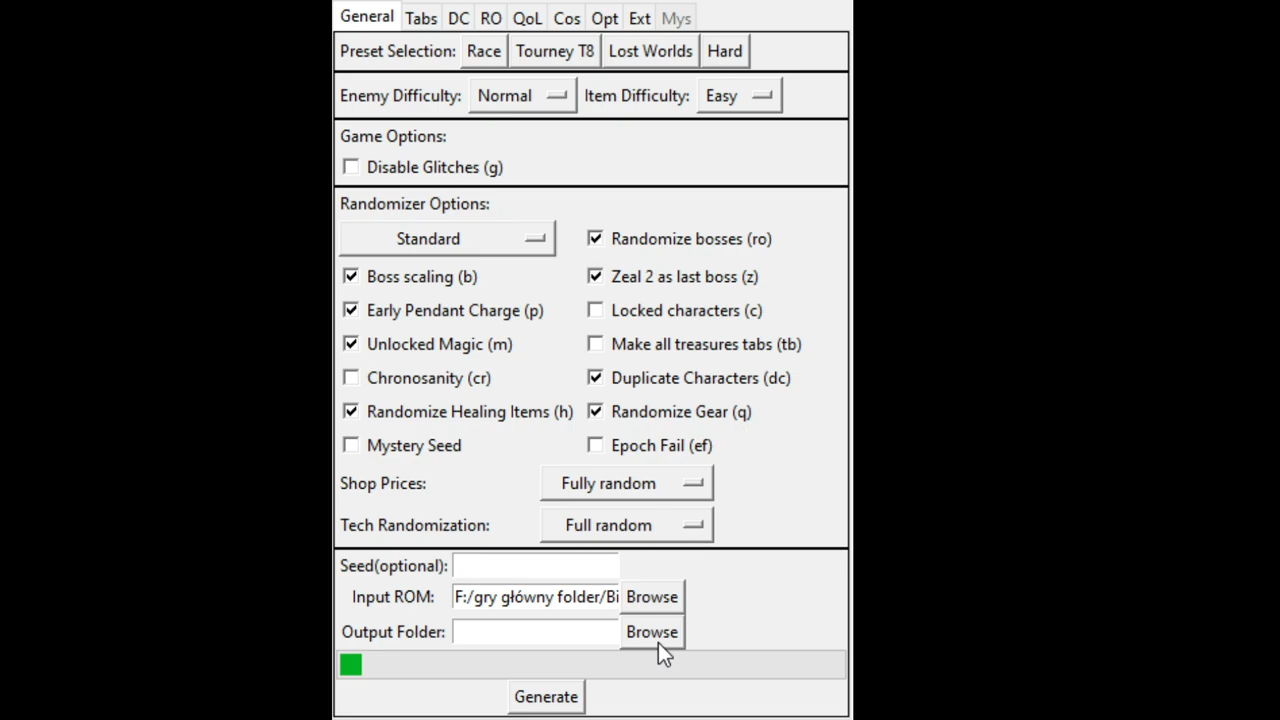 General Tabs DC RO QoL Cos Opt Ext Mys
Preset Selection: Race Tourney T8 Lost Worlds Hard
Enemy Difficulty: Normal Item Difficulty: Easy
Game Options:
Disable Glitches (g)
Randomizer Options:
Standard Randomize bosses (ro)
Boss scaling (b) Zeal 2 as last boss (z)
Early Pendant Charge (p) Locked characters (c)
Unlocked Magic (m) Make all treasures tabs (tb)
Chronosanity (cr) Duplicate Characters (dc)
Randomize Healing Items (h) Randomize Gear (q)
Mystery Seed Epoch Fail (ef)
Shop Prices: Fully random
Tech Randomization: Full random
Seed(optional):
Input ROM: F:/gry główny folder/Bi Browse
Output Folder: Browse
Generate